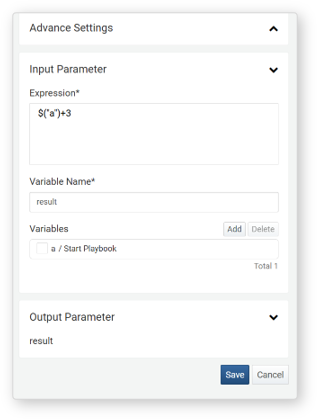 Advance Settings
Input Parameter
Expression*
$("a")+3
Variable Name*
result
Variables
Add Delete
a / Start Playbook
Total 1
Output Parameter
result
Save Cancel